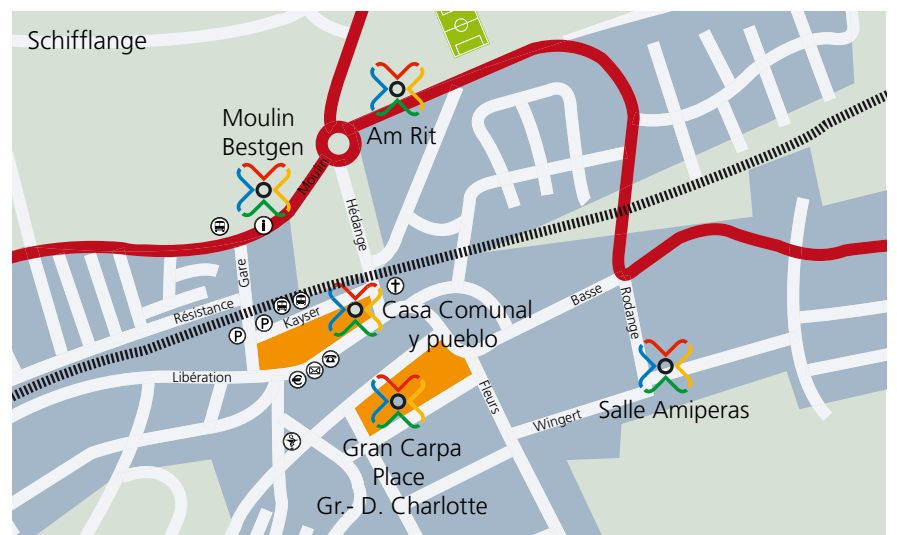 Schifflange
Moulin
Bestgen
Am Rit
Moulin
Hédange
i
Gare
Résistance
P
P
Kayser
Casa Comunal
y pueblo
Basse
Rodange
Libération
€
Fleurs
Wingert
Salle Amiperas
Gran Carpa
Place
Gr.- D. Charlotte